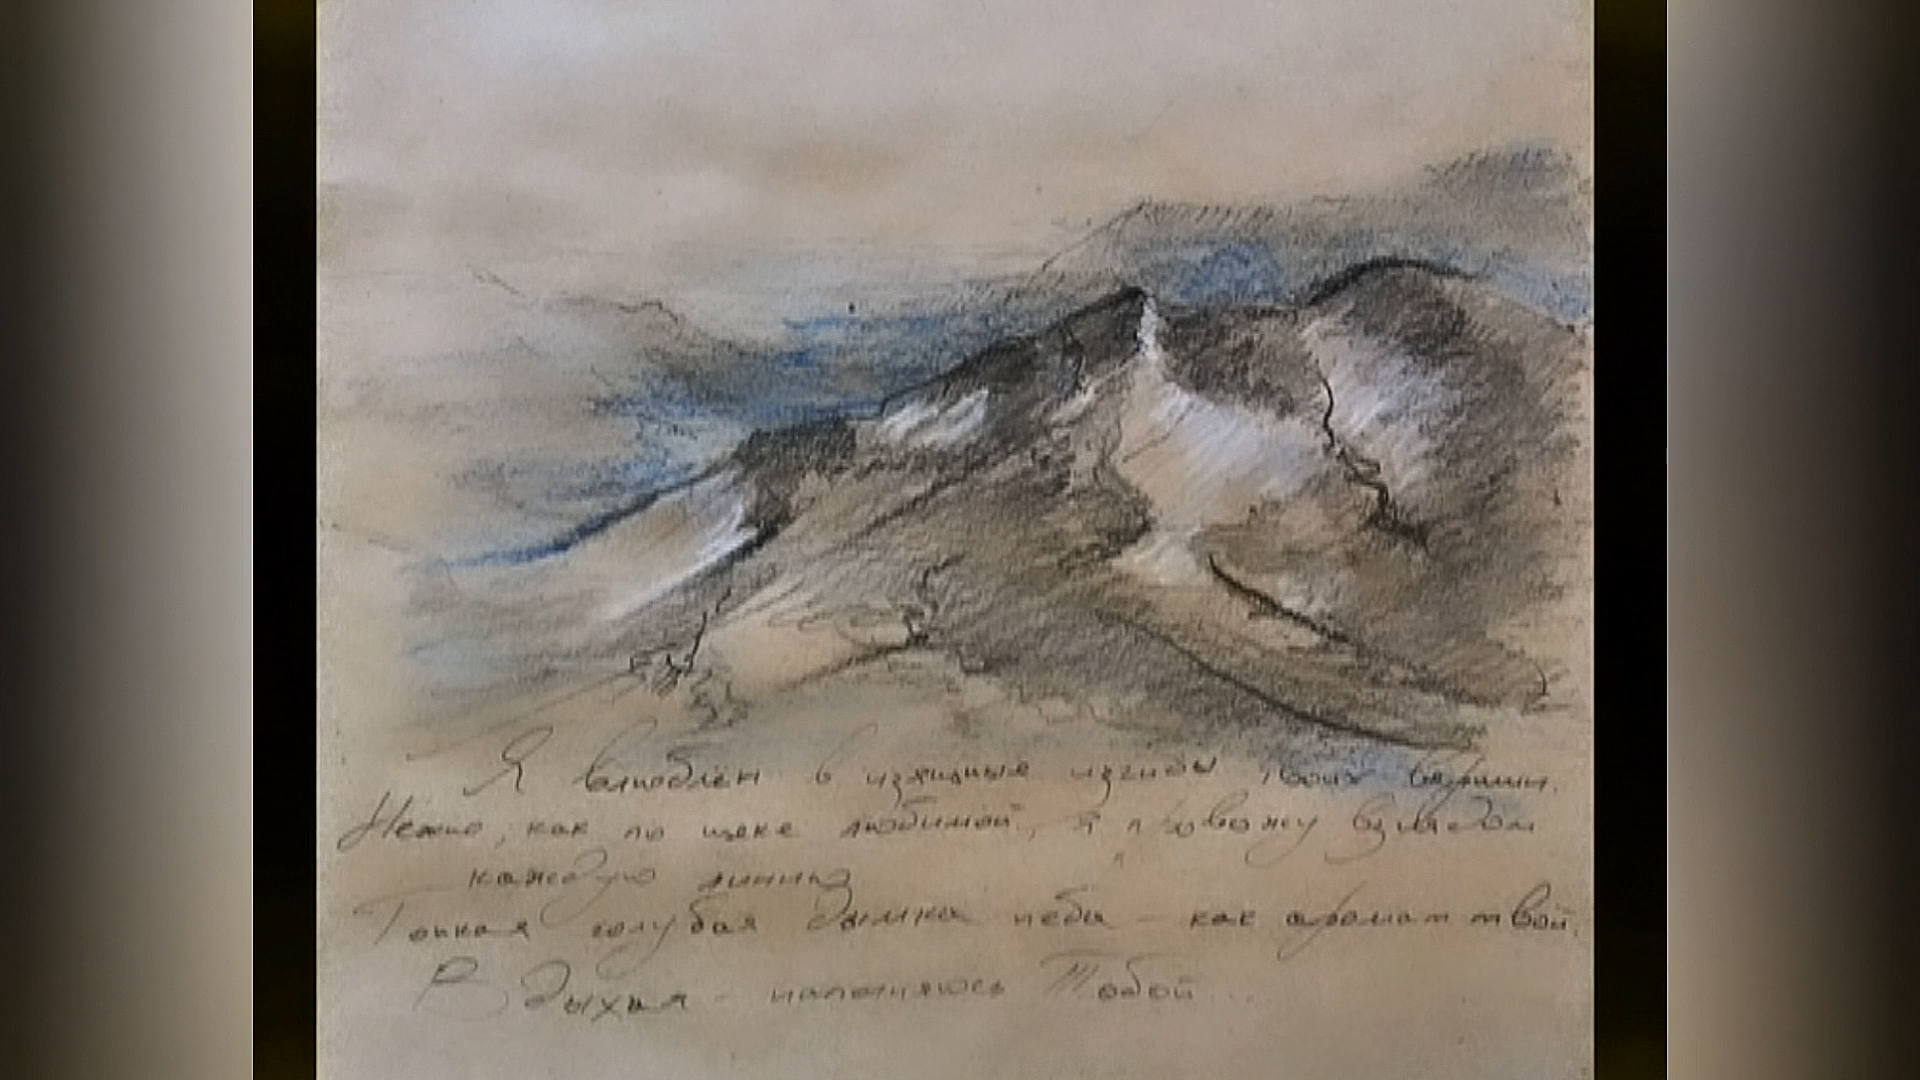 Я влюблён в изящные изгибы твоих вершин.
Нежно, как по щеке любимой, я провожу взглядом
каждую линию
Тонкая голубая дымка неба - как аромат твой.
Вдыхая - наполняюсь Тобой...